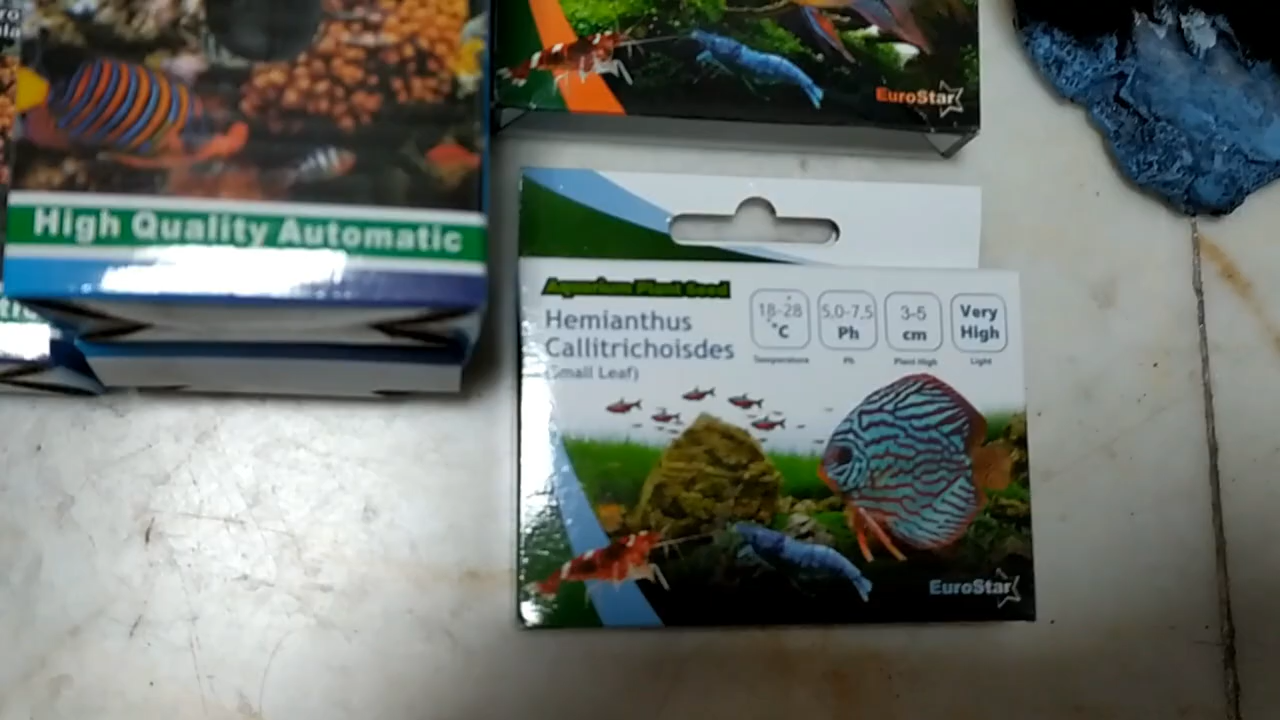 High Quality Automatic
EuroStar
Aquarium Plant Seed
Hemianthus
Callitrichoisdes
(Small Leaf)
18-28
°C
Temperature
5.0-7.5
Ph
Ph
3-5
cm
Plant High
Very
High
Light
EuroStar